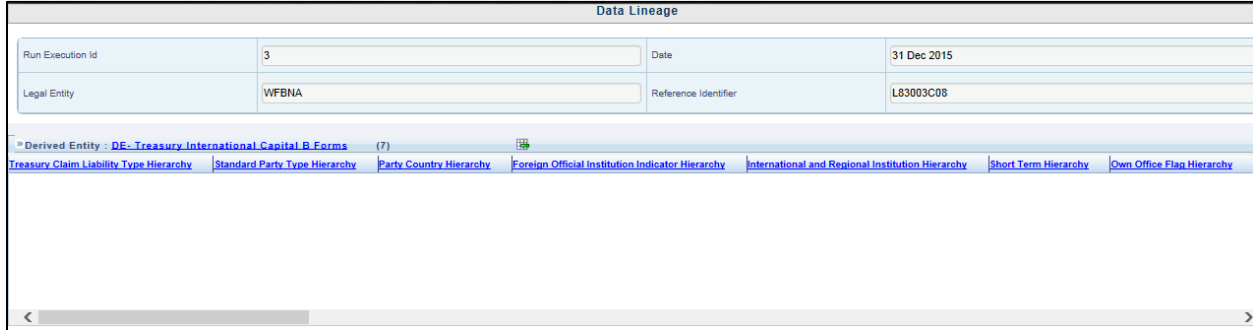 Data Lineage
Run Execution Id 3 Date 31 Dec 2015
Legal Entity WFBNA Reference Identifier L83003C08
» Derived Entity : DE- Treasury International Capital B Forms (7)
Treasury Claim Liability Type Hierarchy Standard Party Type Hierarchy Party Country Hierarchy Foreign Official Institution Indicator Hierarchy International and Regional Institution Hierarchy Short Term Hierarchy Own Office Flag Hierarchy